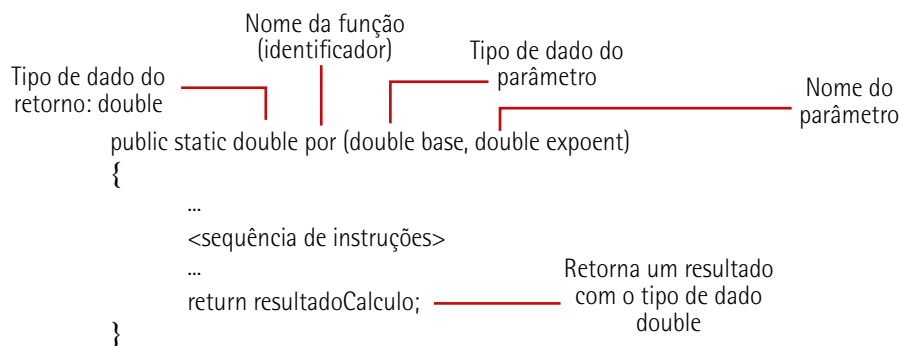 Nome da função
(identificador)
Tipo de dado do
parâmetro
Tipo de dado do
retorno: double
Nome do
parâmetro
public static double por (double base, double expoent)
{
...
<sequência de instruções>
...
return resultadoCalculo;
Retorna um resultado
com o tipo de dado
double
}